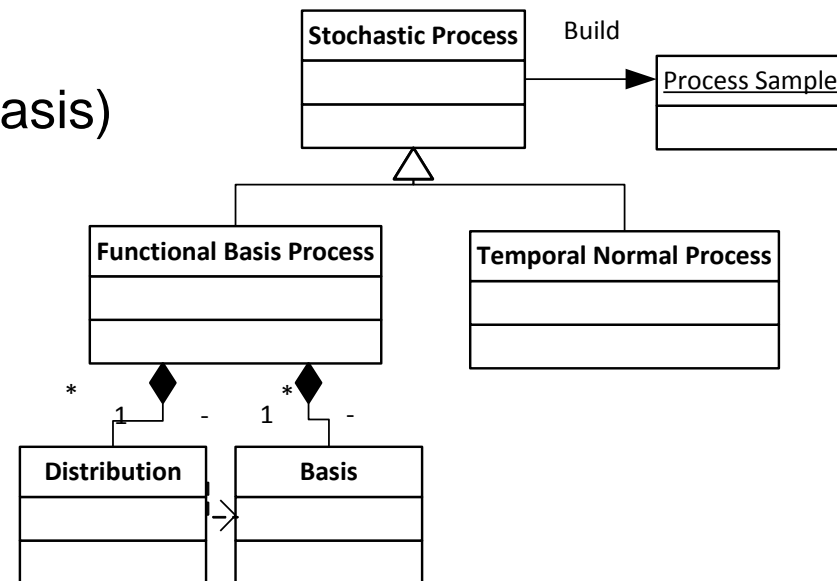 Stochastic Process
Build
Process Sample
asis)
Functional Basis Process
Temporal Normal Process
* *
1 - 1 -
Distribution
Basis